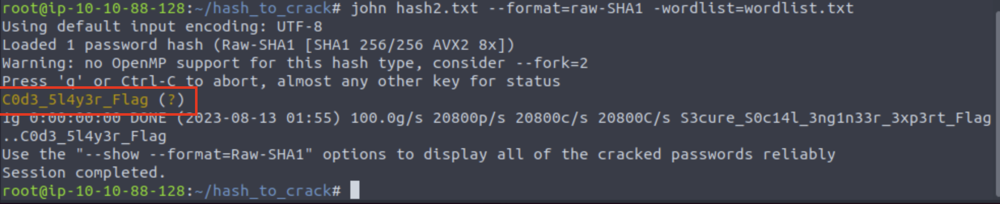 root@ip-10-10-88-128:~/hash_to_crack# john hash2.txt --format=raw-SHA1 -wordlist=wordlist.txt
Using default input encoding: UTF-8
Loaded 1 password hash (Raw-SHA1 [SHA1 256/256 AVX2 8x])
Warning: no OpenMP support for this hash type, consider --fork=2
Press 'q' or Ctrl-C to abort, almost any other key for status
C0d3_5l4y3r_Flag (?)
1g 0:00:00:00 DONE (2023-08-13 01:55) 100.0g/s 20800p/s 20800c/s 20800C/s S3cure_S0c14l_3ng1n33r_3xp3rt_Flag
..C0d3_5l4y3r_Flag
Use the "--show --format=Raw-SHA1" options to display all of the cracked passwords reliably
Session completed.
root@ip-10-10-88-128:~/hash_to_crack#